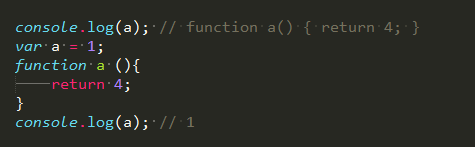 console.log(a); // function a() { return 4; }
var a = 1;
function a (){
    return 4;
}
console.log(a); // 1